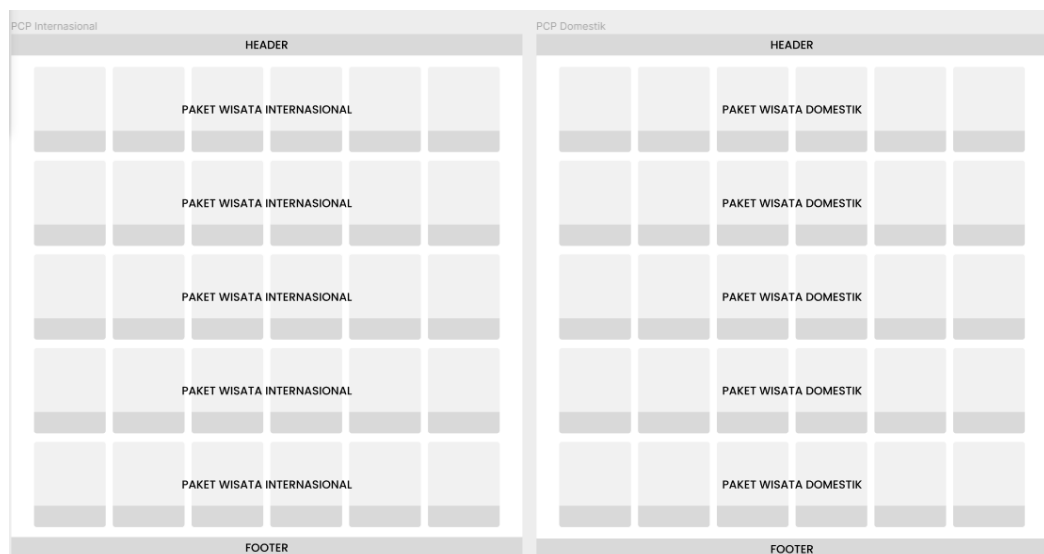 PCP Internasional
HEADER
PAKET WISATA INTERNASIONAL
PAKET WISATA INTERNASIONAL
PAKET WISATA INTERNASIONAL
PAKET WISATA INTERNASIONAL
PAKET WISATA INTERNASIONAL
FOOTER
PCP Domestik
HEADER
PAKET WISATA DOMESTIK
PAKET WISATA DOMESTIK
PAKET WISATA DOMESTIK
PAKET WISATA DOMESTIK
PAKET WISATA DOMESTIK
FOOTER